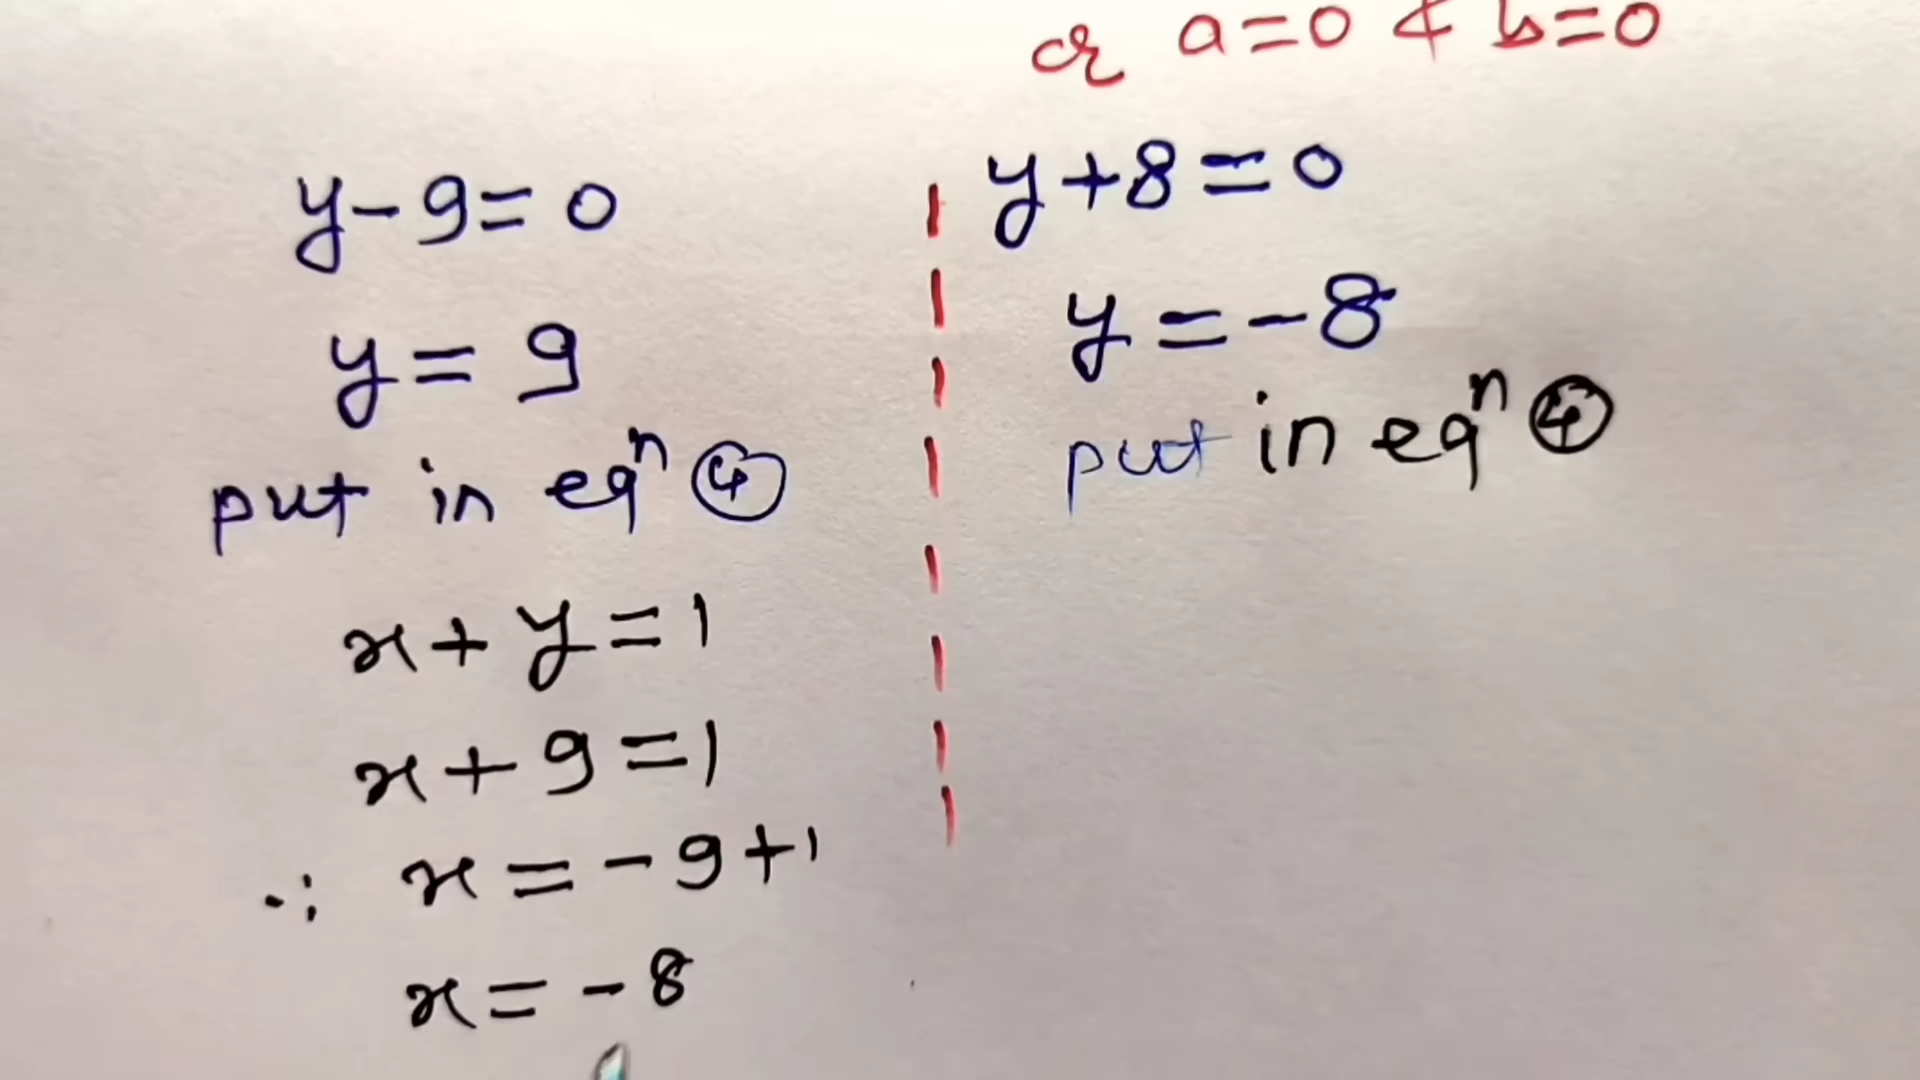 or a=0 & b=0
y-9=0
y=9
put in eqⁿ ④
x+y=1
x+9=1
∴ x=-9+1
x=-8
y+8=0
y=-8
put in eqⁿ ④